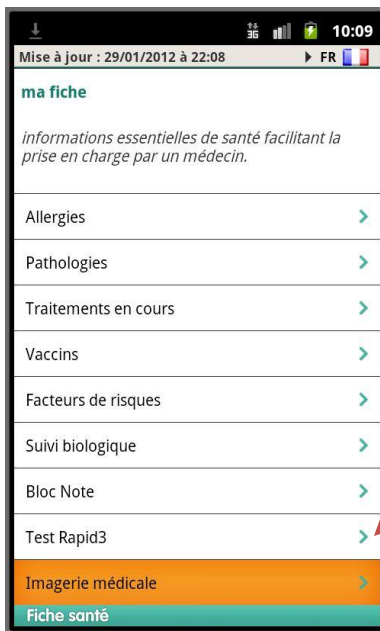 3G 10:09
Mise à jour : 29/01/2012 à 22:08 FR
ma fiche
informations essentielles de santé facilitant la
prise en charge par un médecin.
Allergies
Pathologies
Traitements en cours
Vaccins
Facteurs de risques
Suivi biologique
Bloc Note
Test Rapid3
Imagerie médicale
Fiche santé